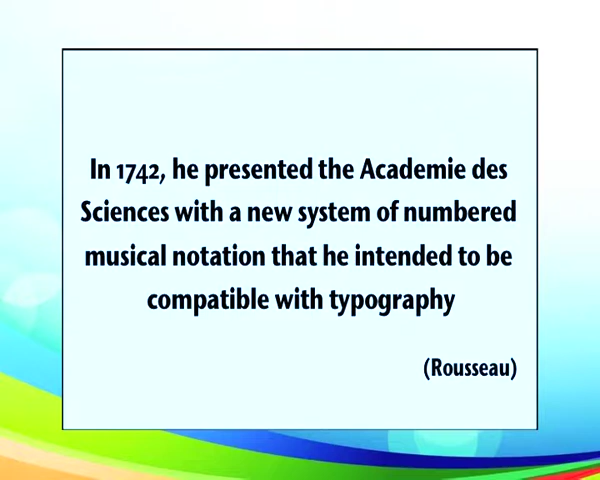 In 1742, he presented the Academie des
Sciences with a new system of numbered
musical notation that he intended to be
compatible with typography
(Rousseau)